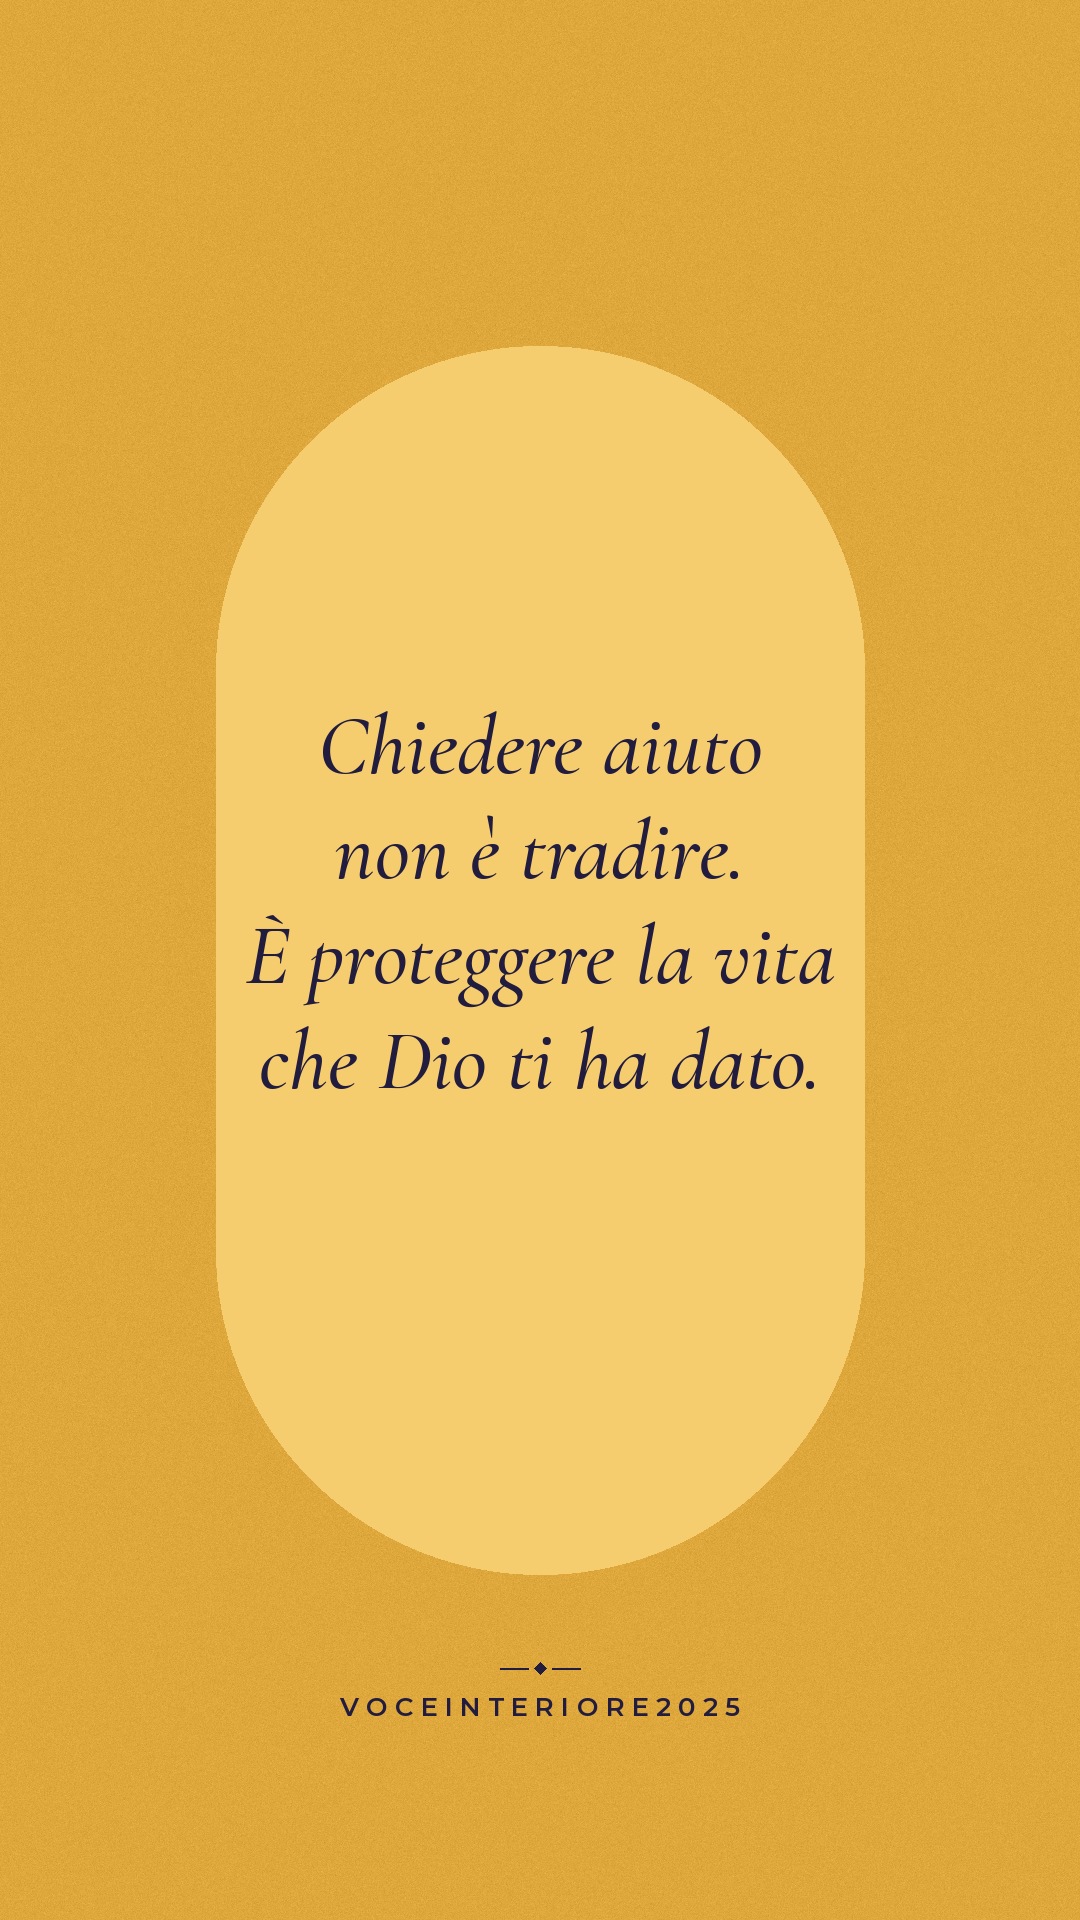 Chiedere aiuto
non è tradire.
È proteggere la vita
che Dio ti ha dato.
VOCEINTERIORE2025